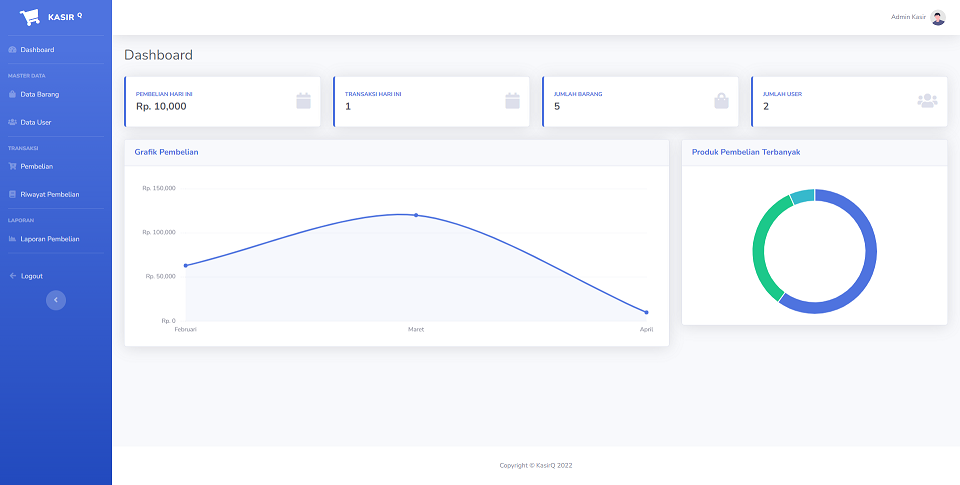 KASIR Q
Dashboard
MASTER DATA
Data Barang
Data User
TRANSAKSI
Pembelian
Riwayat Pembelian
LAPORAN
Laporan Pembelian
Logout
Admin Kasir
Dashboard
PEMBELIAN HARI INI
Rp. 10,000
TRANSAKSI HARI INI
1
JUMLAH BARANG
5
JUMLAH USER
2
Grafik Pembelian
Rp. 150,000
Rp. 100,000
Rp. 50,000
Rp. 0
Februari Maret April
Produk Pembelian Terbanyak
Copyright © KasirQ 2022